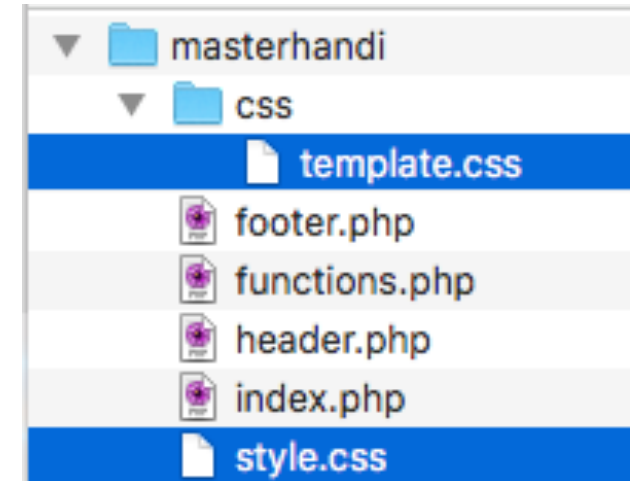 masterhandi
css
template.css
footer.php
functions.php
header.php
index.php
style.css